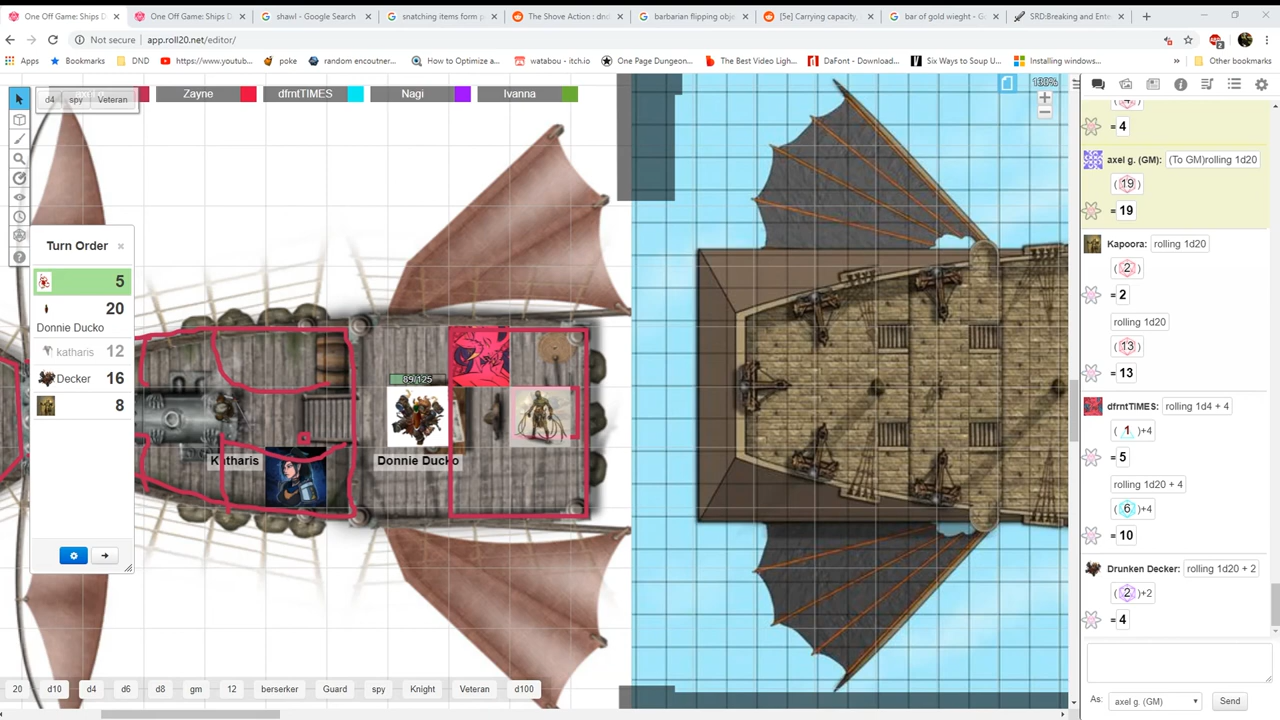 One Off Game: Ships D
One Off Game: Ships D
shawl - Google Search
snatching items form p
The Shove Action : dnd
barbarian flipping obje
[5e] Carrying capacity,
bar of gold wieght - G
SRD:Breaking and Ente
Not secure | app.roll20.net/editor/
Apps
Bookmarks
DND
https://www.youtube...
poke
random encoutner...
How to Optimize a...
watabou - itch.io
One Page Dungeon...
The Best Video Ligh...
DaFont - Download...
Six Ways to Soup U...
Installing windows...
»
Other bookmarks
d4
spy
Veteran
Zayne
dfrntTIMES
Nagi
Ivanna
100%
Turn Order
5
20
Donnie Ducko
katharis 12
Decker 16
8
89/125
Katharis
Donnie Ducko
20
d10
d4
d6
d8
gm
12
berserker
Guard
spy
Knight
Veteran
d100
= 4
axel g. (GM): (To GM)rolling 1d20
(19)
= 19
Kapoora: rolling 1d20
(2)
= 2
rolling 1d20
(13)
= 13
dfrntTIMES: rolling 1d4 + 4
(1)+4
= 5
rolling 1d20 + 4
(6)+4
= 10
Drunken Decker: rolling 1d20 + 2
(2)+2
= 4
As: axel g. (GM)
Send